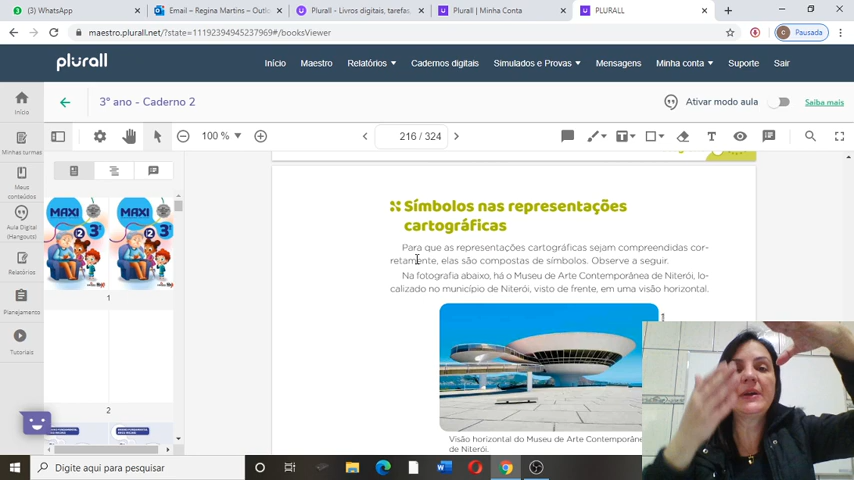 (3) WhatsApp
Email – Regina Martins – Outlo
Plurall - Livros digitais, tarefas,
Plurall | Minha Conta
PLURALL
maestro.plurall.net/?state=11192394945237969#/booksViewer
Pausada
plurall
Início
Maestro
Relatórios
Cadernos digitais
Simulados e Provas
Mensagens
Minha conta
Suporte
Sair
Início
3º ano - Caderno 2
Ativar modo aula
Saiba mais
Minhas turmas
100 %
216 / 324
Meus
conteúdos
Aula Digital
(Hangouts)
Relatórios
Planejamento
Tutoriais
MAXI
2
3º
MAXI
2
3º
1
2
Símbolos nas representações
cartográficas
Para que as representações cartográficas sejam compreendidas cor-
retamente, elas são compostas de símbolos. Observe a seguir.
Na fotografia abaixo, há o Museu de Arte Contemporânea de Niterói, lo-
calizado no município de Niterói, visto de frente, em uma visão horizontal.
Visão horizontal do Museu de Arte Contemporâne
de Niterói.
Digite aqui para pesquisar